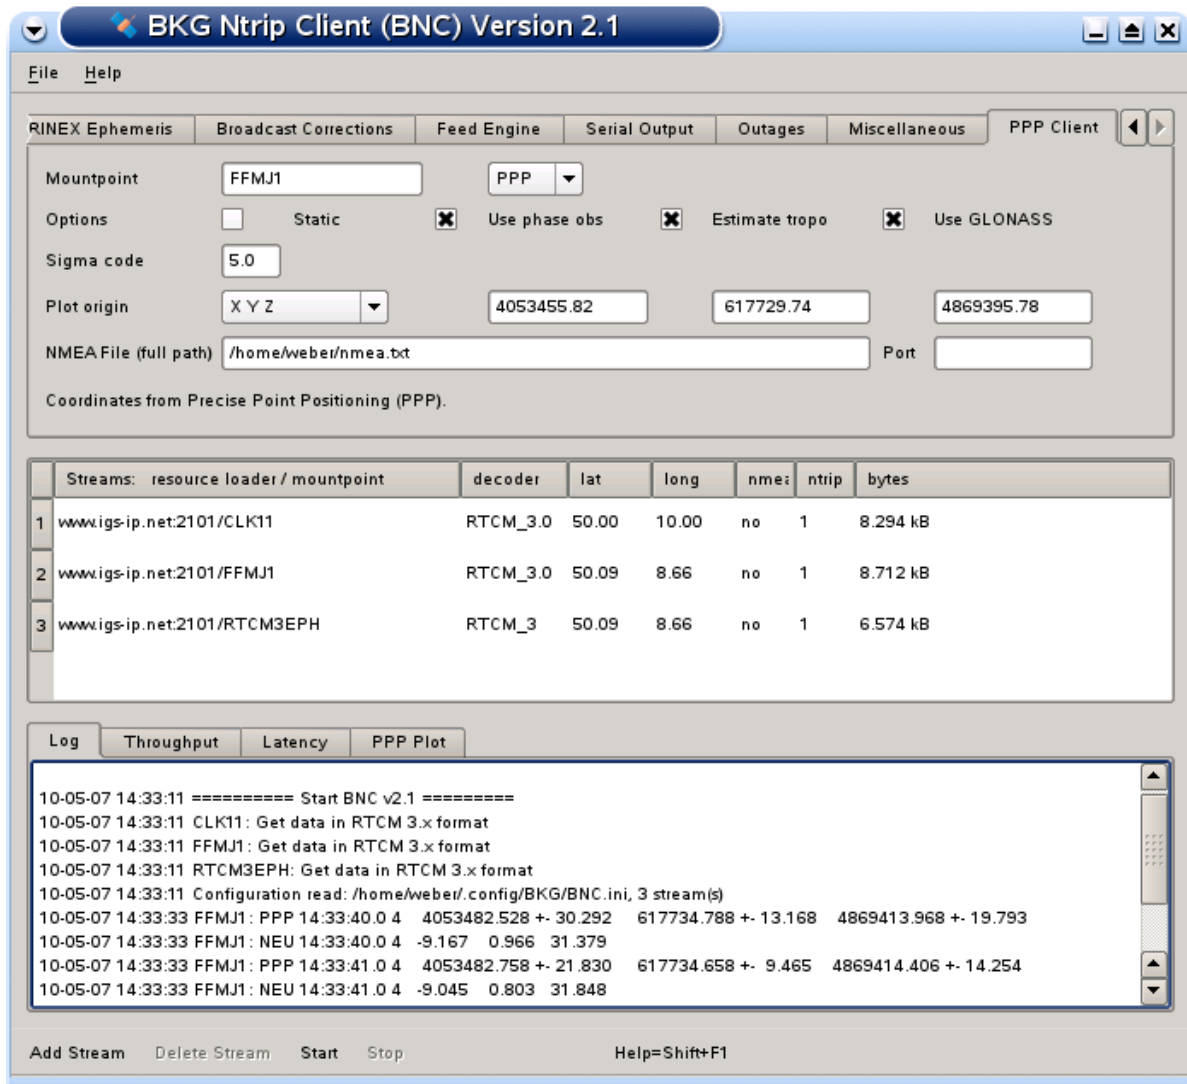 BKG Ntrip Client (BNC) Version 2.1
File Help
RINEX Ephemeris Broadcast Corrections Feed Engine Serial Output Outages Miscellaneous PPP Client
Mountpoint FFMJ1 PPP
Options Static Use phase obs Estimate tropo Use GLONASS
Sigma code 5.0
Plot origin X Y Z 4053455.82 617729.74 4869395.78
NMEA File (full path) /home/weber/nmea.txt Port
Coordinates from Precise Point Positioning (PPP).
Streams: resource loader / mountpoint decoder lat long nmea ntrip bytes
1 www.igs-ip.net:2101/CLK11 RTCM_3.0 50.00 10.00 no 1 8.294 kB
2 www.igs-ip.net:2101/FFMJ1 RTCM_3.0 50.09 8.66 no 1 8.712 kB
3 www.igs-ip.net:2101/RTCM3EPH RTCM_3 50.09 8.66 no 1 6.574 kB
Log Throughput Latency PPP Plot
10-05-07 14:33:11 ========== Start BNC v2.1 =========
10-05-07 14:33:11 CLK11: Get data in RTCM 3.x format
10-05-07 14:33:11 FFMJ1: Get data in RTCM 3.x format
10-05-07 14:33:11 RTCM3EPH: Get data in RTCM 3.x format
10-05-07 14:33:11 Configuration read: /home/weber/.config/BKG/BNC.ini, 3 stream(s)
10-05-07 14:33:33 FFMJ1: PPP 14:33:40.0 4 4053482.528 +- 30.292 617734.788 +- 13.168 4869413.968 +- 19.793
10-05-07 14:33:33 FFMJ1: NEU 14:33:40.0 4 -9.167 0.966 31.379
10-05-07 14:33:33 FFMJ1: PPP 14:33:41.0 4 4053482.758 +- 21.830 617734.658 +- 9.465 4869414.406 +- 14.254
10-05-07 14:33:33 FFMJ1: NEU 14:33:41.0 4 -9.045 0.803 31.848
Add Stream Delete Stream Start Stop Help=Shift+F1